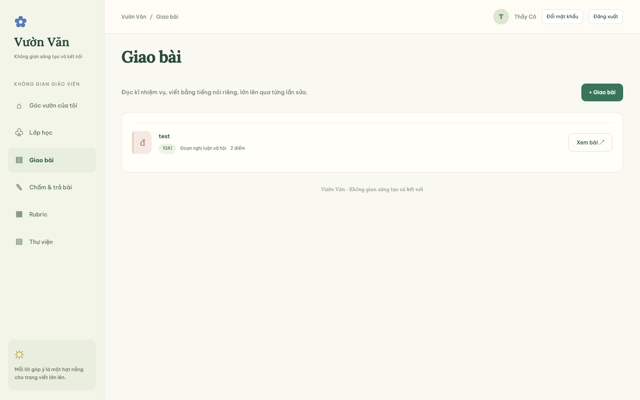 Vườn Văn
Không gian sáng tạo và kết nối
KHÔNG GIAN GIÁO VIÊN
Góc vườn của tôi
Lớp học
Giao bài
Chấm & trả bài
Rubric
Thư viện
Mỗi lời góp ý là một hạt nắng
cho trang viết lớn lên.
Vườn Văn / Giao bài
T Thầy Cô Đổi mật khẩu Đăng xuất
Giao bài
Đọc kĩ nhiệm vụ, viết bằng tiếng nói riêng, lớn lên qua từng lần sửa.
+ Giao bài
đ
test
10A1 Đoạn nghị luận xã hội 2 điểm
Xem bài ↗
Vườn Văn · Không gian sáng tạo và kết nối